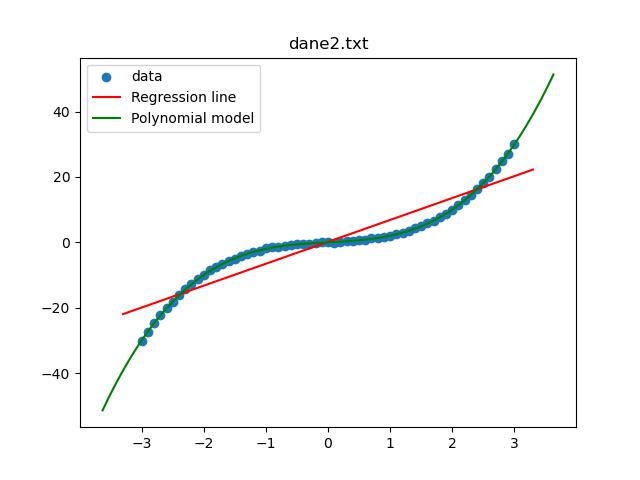 dane2.txt
data
Regression line
Polynomial model
40
20
0
−20
−40
−3 −2 −1 0 1 2 3